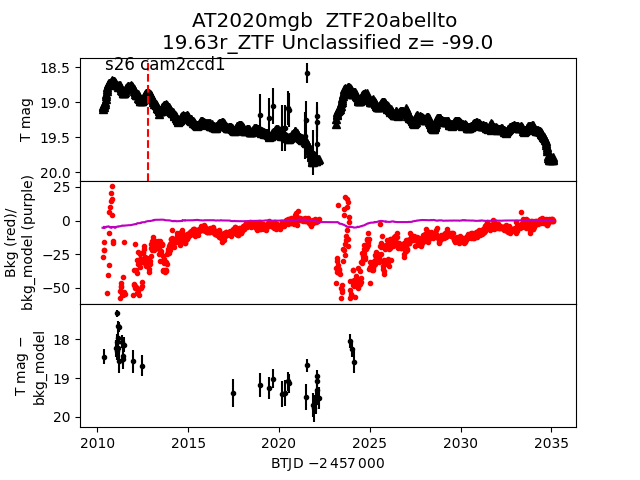 AT2020mgb  ZTF20abellto
19.63r_ZTF Unclassified z= -99.0
s26 cam2ccd1
18.5
19.0
19.5
20.0
T mag
25
0
−25
−50
Bkg (red)/
bkg_model (purple)
18
19
20
T mag −
bkg_model
2010
2015
2020
2025
2030
2035
BTJD −2 457 000